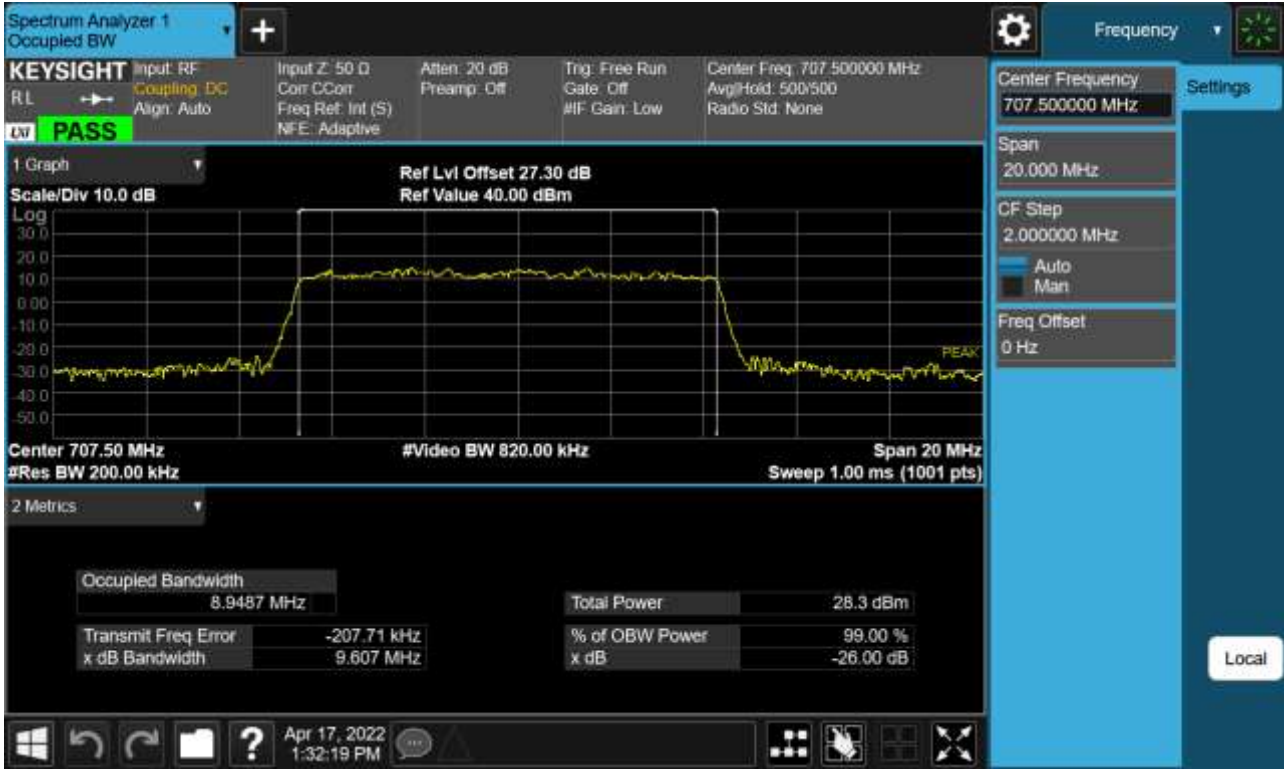 Spectrum Analyzer 1
Occupied BW
+
Frequency
KEYSIGHT Input: RF
RL Coupling: DC
Align: Auto
LXI PASS
Input Z: 50 Ω
Corr CCorr
Freq Ref: Int (S)
NFE: Adaptive
Atten: 20 dB
Preamp: Off
Trig: Free Run
Gate: Off
#IF Gain: Low
Center Freq: 707.500000 MHz
Avg|Hold: 500/500
Radio Std: None
Center Frequency
707.500000 MHz
Settings
Span
20.000 MHz
CF Step
2.000000 MHz
Auto
Man
Freq Offset
0 Hz
Local
1 Graph
Scale/Div 10.0 dB
Ref Lvl Offset 27.30 dB
Ref Value 40.00 dBm
Log
30.0
20.0
10.0
0.00
-10.0
-20.0
-30.0
-40.0
-50.0
PEAK
Center 707.50 MHz
#Res BW 200.00 kHz
#Video BW 820.00 kHz
Span 20 MHz
Sweep 1.00 ms (1001 pts)
2 Metrics
Occupied Bandwidth
8.9487 MHz
Total Power 28.3 dBm
Transmit Freq Error -207.71 kHz
x dB Bandwidth 9.607 MHz
% of OBW Power 99.00 %
x dB -26.00 dB
?
Apr 17, 2022
1:32:19 PM